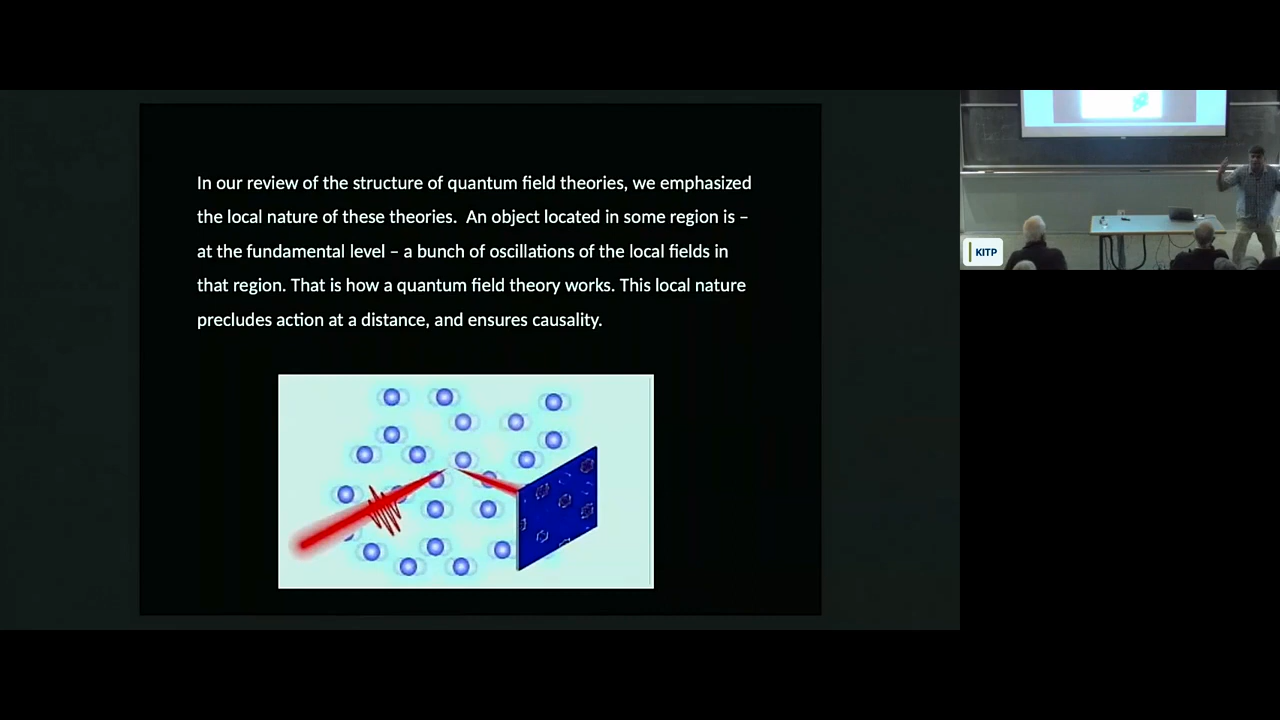 In our review of the structure of quantum field theories, we emphasized
the local nature of these theories.  An object located in some region is –
at the fundamental level – a bunch of oscillations of the local fields in
that region. That is how a quantum field theory works. This local nature
precludes action at a distance, and ensures causality.
KITP